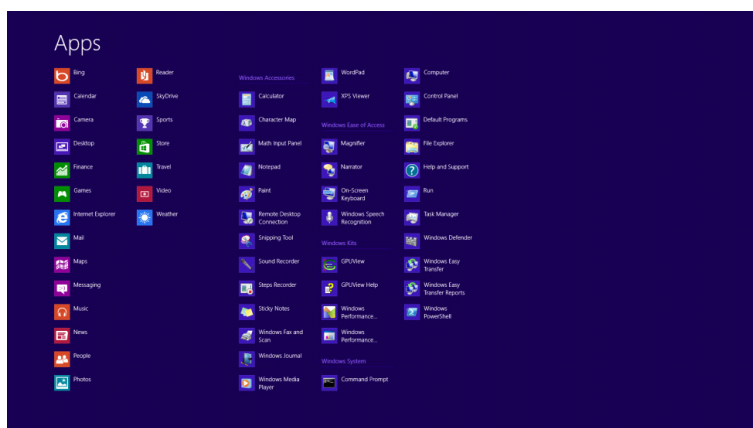 Apps
Bing
Calendar
Camera
Desktop
Finance
Games
Internet Explorer
Mail
Maps
Messaging
Music
News
People
Photos
Reader
SkyDrive
Sports
Store
Travel
Video
Weather
Windows Accessories
Calculator
Character Map
Math Input Panel
Notepad
Paint
Remote Desktop
Connection
Snipping Tool
Sound Recorder
Steps Recorder
Sticky Notes
Windows Fax and
Scan
Windows Journal
Windows Media
Player
WordPad
XPS Viewer
Windows Ease of Access
Magnifier
Narrator
On-Screen
Keyboard
Windows Speech
Recognition
Windows Kits
GPUView
GPUView Help
Windows
Performance...
Windows
Performance...
Windows System
Command Prompt
Computer
Control Panel
Default Programs
File Explorer
Help and Support
Run
Task Manager
Windows Defender
Windows Easy
Transfer
Windows Easy
Transfer Reports
Windows
PowerShell